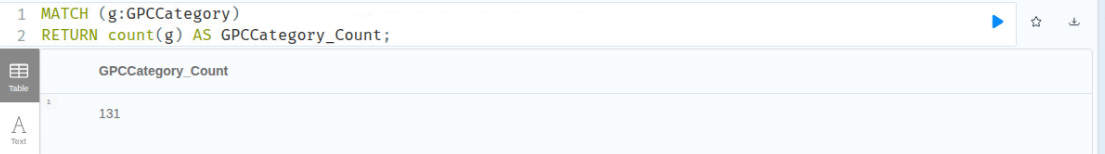 1 MATCH (g:GPCCategory)
2 RETURN count(g) AS GPCCategory_Count;
Table
GPCCategory_Count
1
131
A
Text